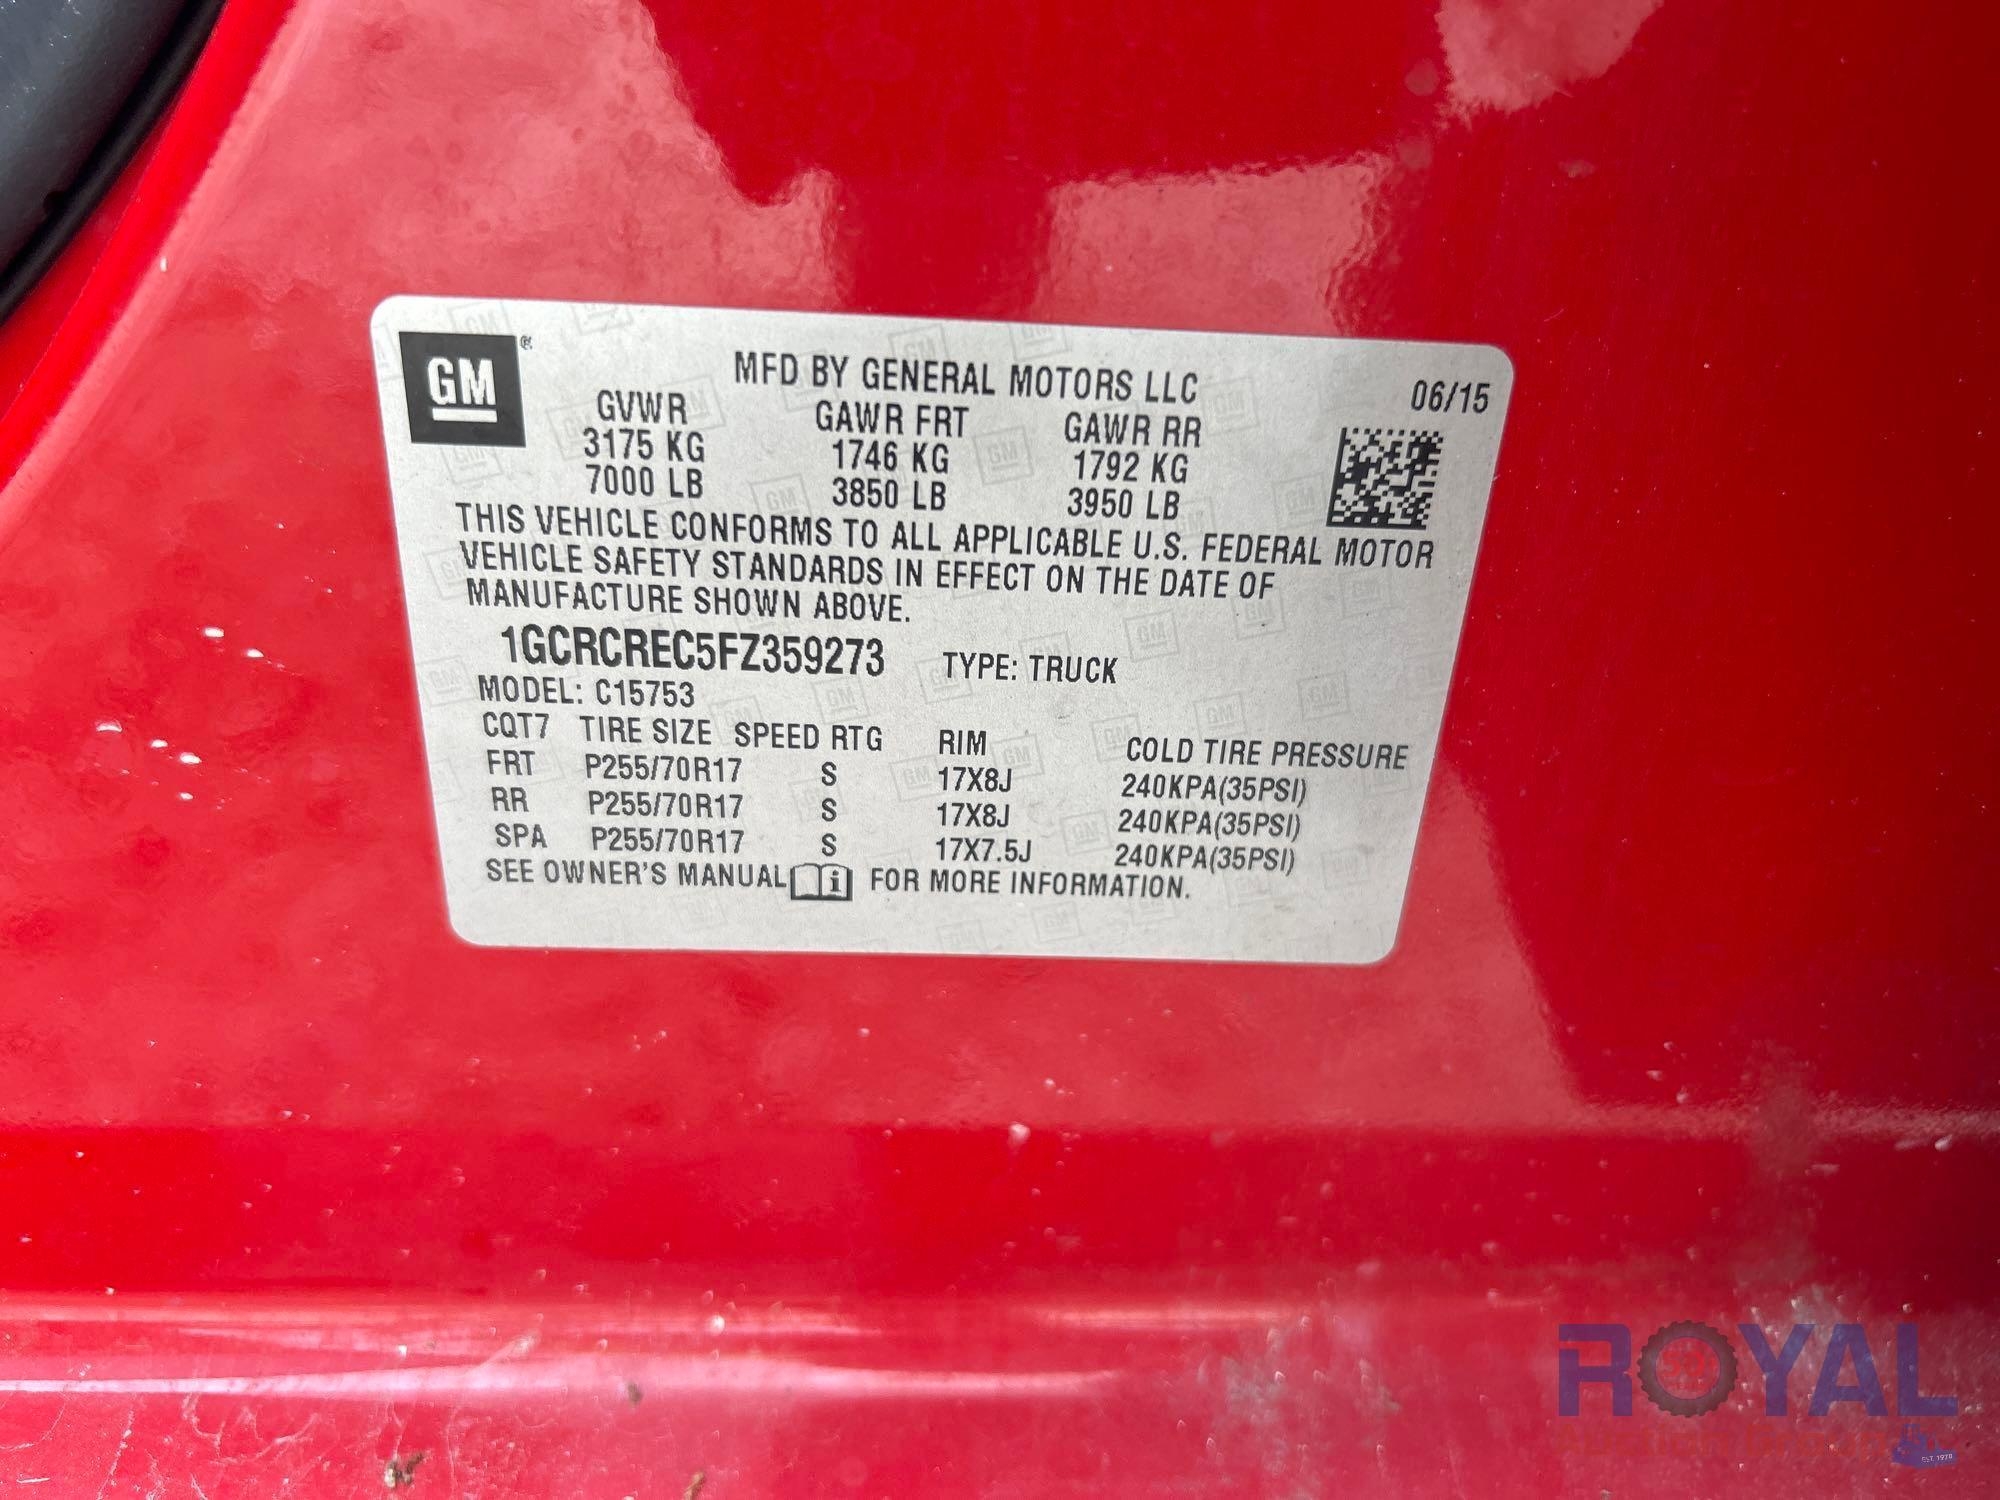 GM ®
MFD BY GENERAL MOTORS LLC 06/15
GVWR GAWR FRT GAWR RR
3175 KG 1746 KG 1792 KG
7000 LB 3850 LB 3950 LB
THIS VEHICLE CONFORMS TO ALL APPLICABLE U.S. FEDERAL MOTOR
VEHICLE SAFETY STANDARDS IN EFFECT ON THE DATE OF
MANUFACTURE SHOWN ABOVE.
1GCRCREC5FZ359273 TYPE: TRUCK
MODEL: C15753
CQT7 TIRE SIZE SPEED RTG RIM COLD TIRE PRESSURE
FRT P255/70R17 S 17X8J 240KPA(35PSI)
RR P255/70R17 S 17X8J 240KPA(35PSI)
SPA P255/70R17 S 17X7.5J 240KPA(35PSI)
SEE OWNER'S MANUAL i FOR MORE INFORMATION.
ROYAL
Auction Group
EST. 1970